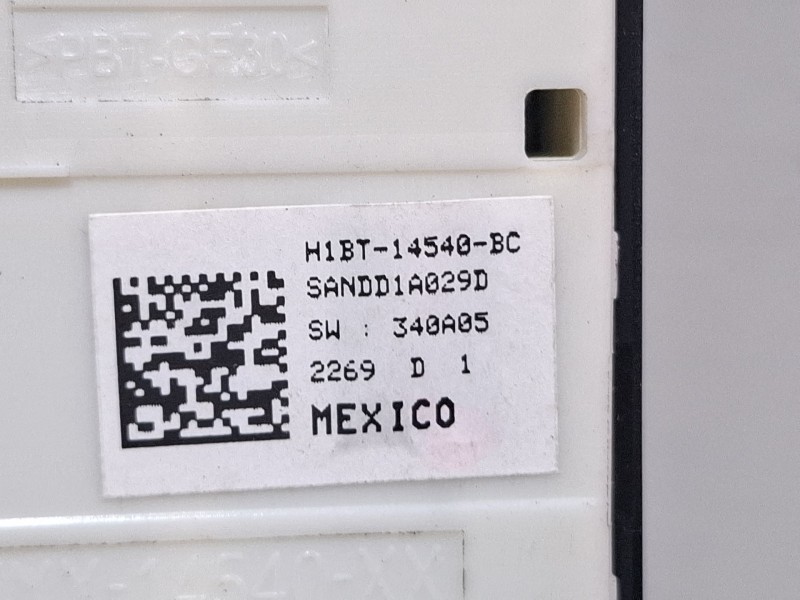 >PBT-GF30<
H1BT-14540-BC
SANDD1A029D
SW : 340A05
2269 D 1
MEXICO